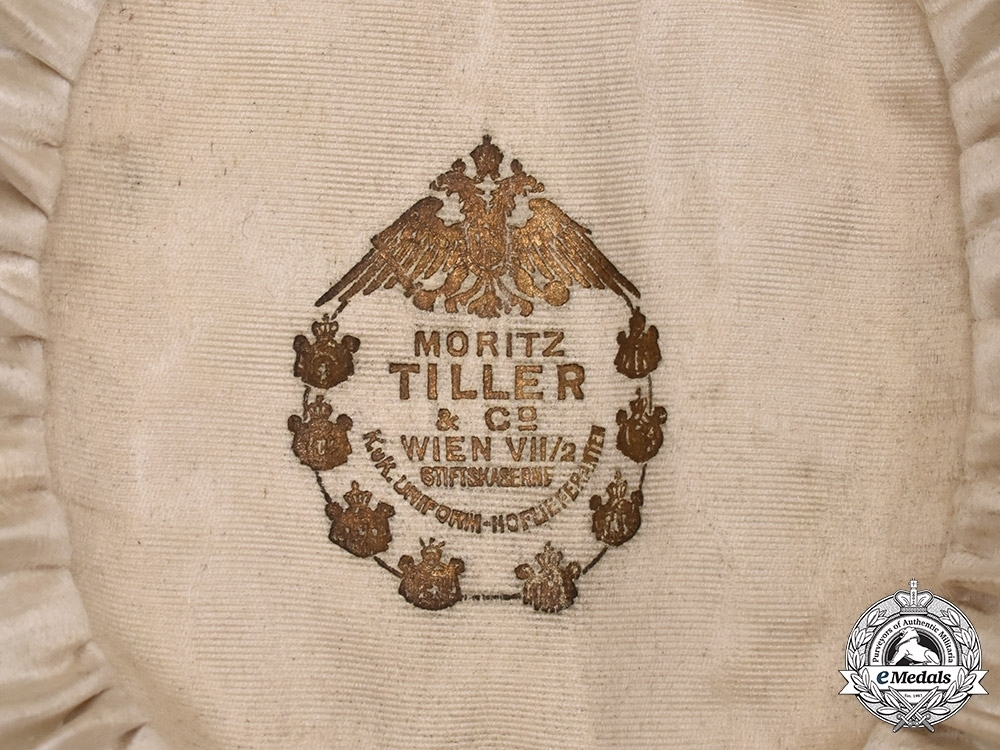 MORITZ
TILLER
& Co
WIEN VII/2
STIFTSKASERNE
K.u.K. UNIFORM-HOFLIEFERANTEN
Purveyors of Authentic Militaria
eMedals